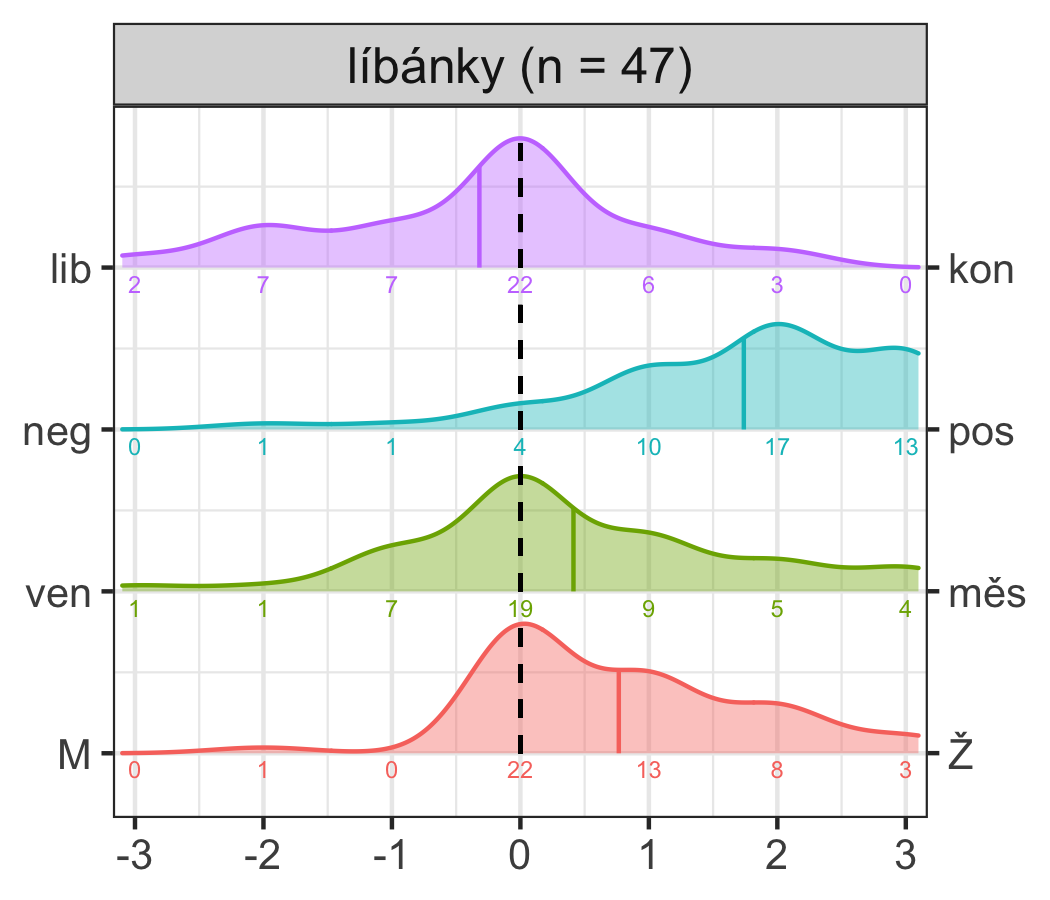 líbánky (n = 47)
lib kon
2 7 7 22 6 3 0
neg pos
0 1 1 4 10 17 13
ven měs
1 1 7 19 9 5 4
M Ž
0 1 0 22 13 8 3
-3 -2 -1 0 1 2 3